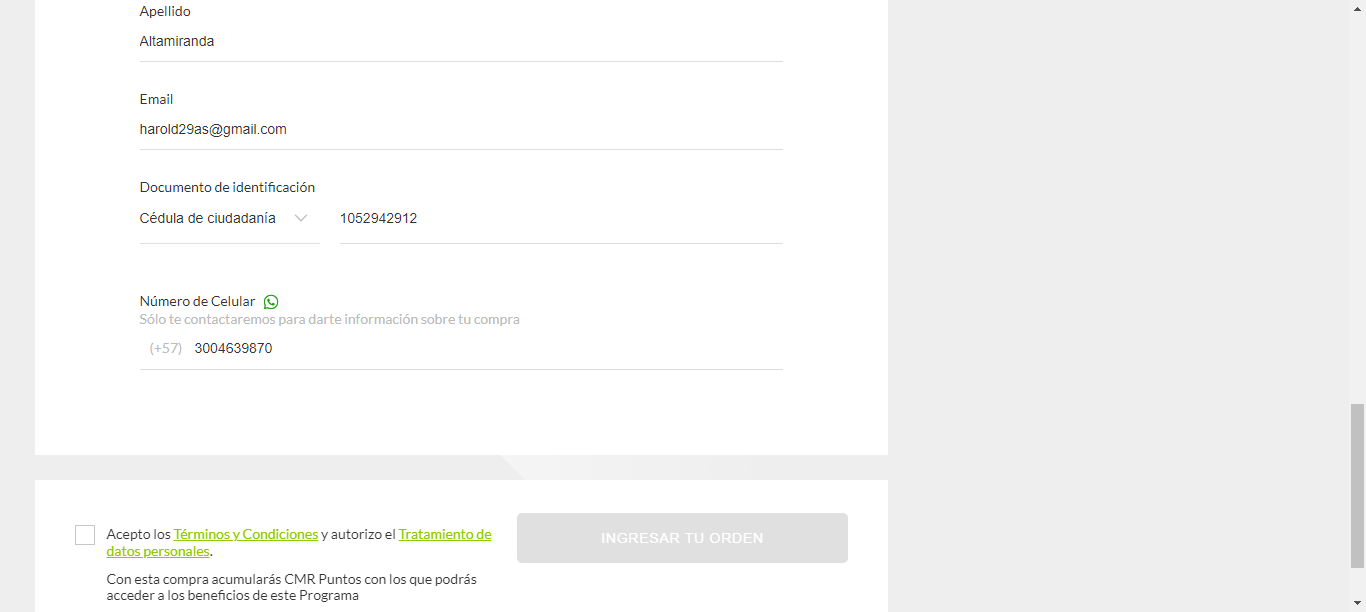 Apellido
Altamiranda
Email
harold29as@gmail.com
Documento de identificación
Cédula de ciudadanía 1052942912
Número de Celular
Sólo te contactaremos para darte información sobre tu compra
(+57) 3004639870
Acepto los Términos y Condiciones y autorizo el Tratamiento de
datos personales.
INGRESAR TU ORDEN
Con esta compra acumularás CMR Puntos con los que podrás
acceder a los beneficios de este Programa